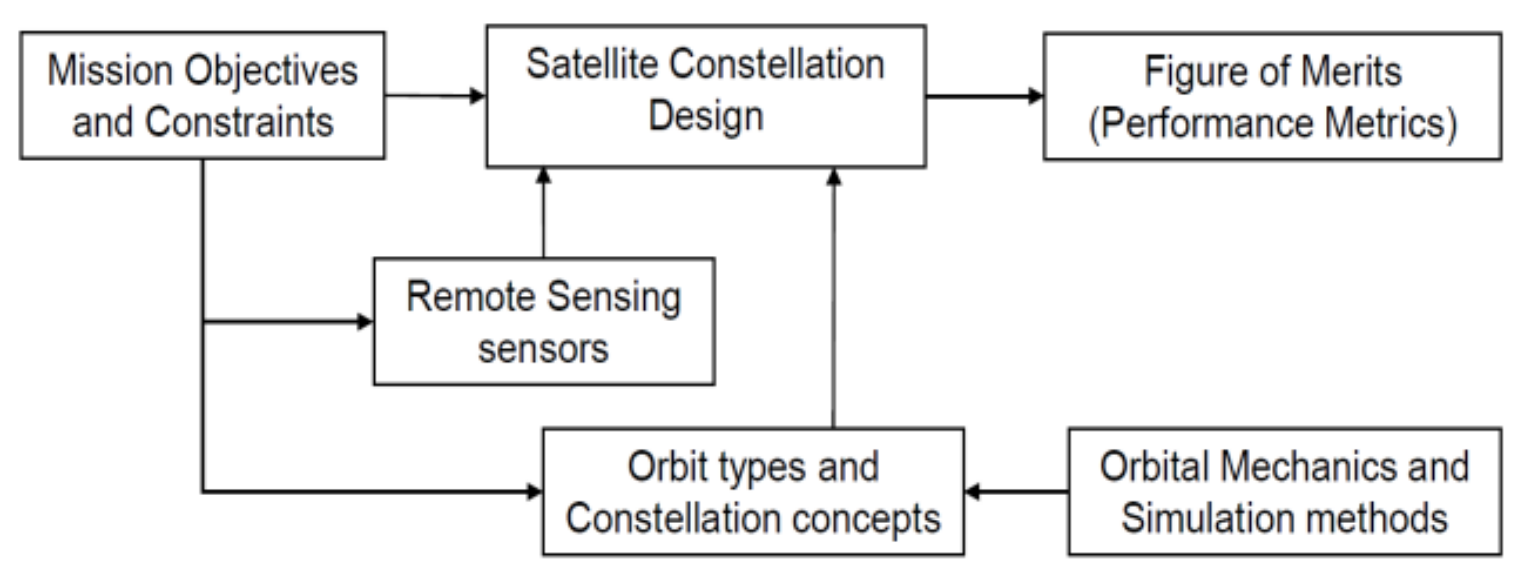 Mission Objectives
and Constraints
Satellite Constellation
Design
Figure of Merits
(Performance Metrics)
Remote Sensing
sensors
Orbit types and
Constellation concepts
Orbital Mechanics and
Simulation methods